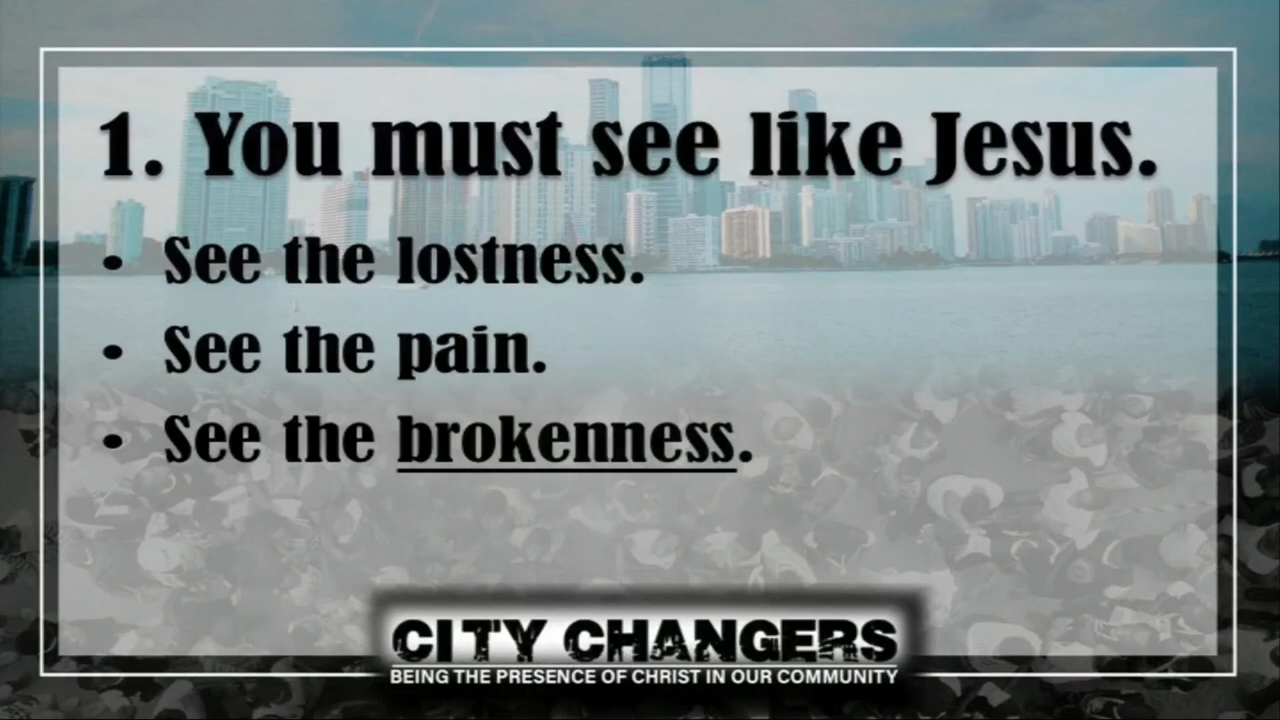 1. You must see like Jesus.
• See the lostness.
• See the pain.
• See the brokenness.
CITY CHANGERS
BEING THE PRESENCE OF CHRIST IN OUR COMMUNITY